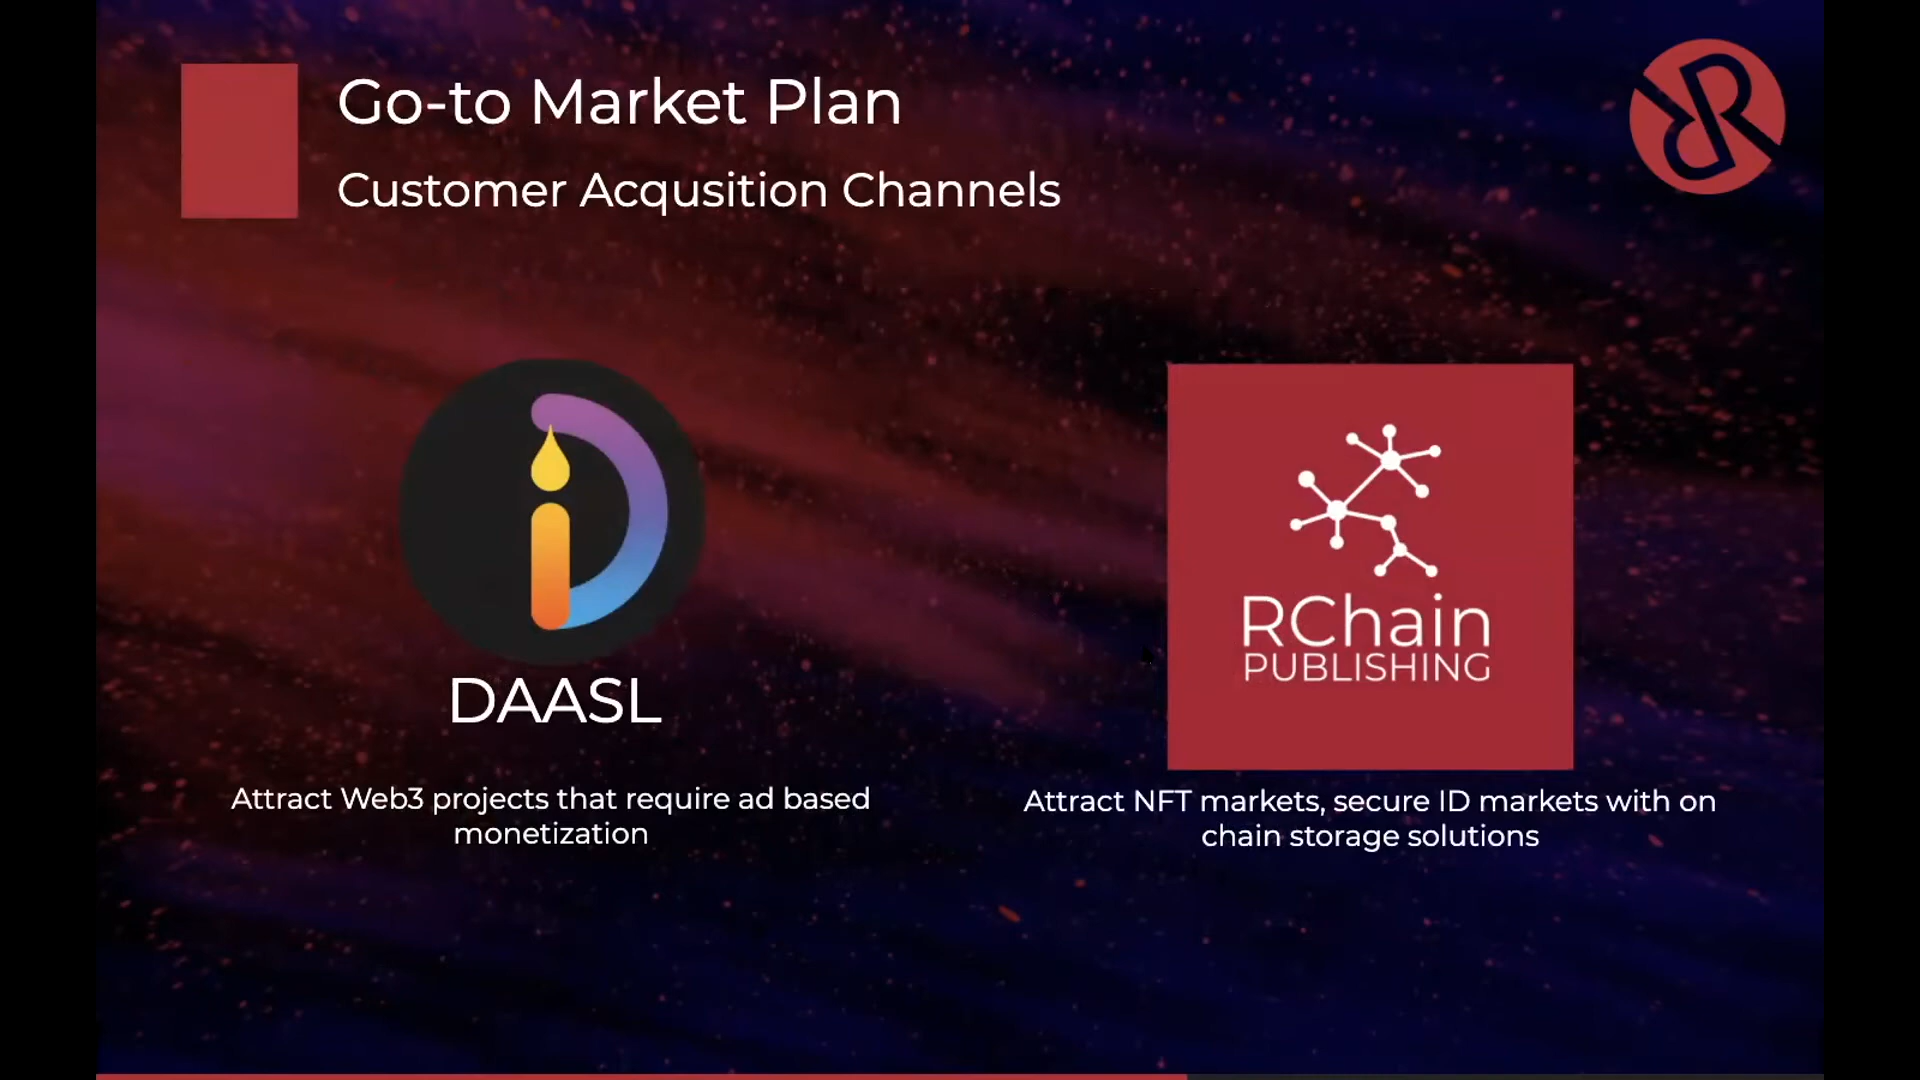 Go-to Market Plan
Customer Acqusition Channels
DAASL
Attract Web3 projects that require ad based
monetization
RChain
PUBLISHING
Attract NFT markets, secure ID markets with on
chain storage solutions